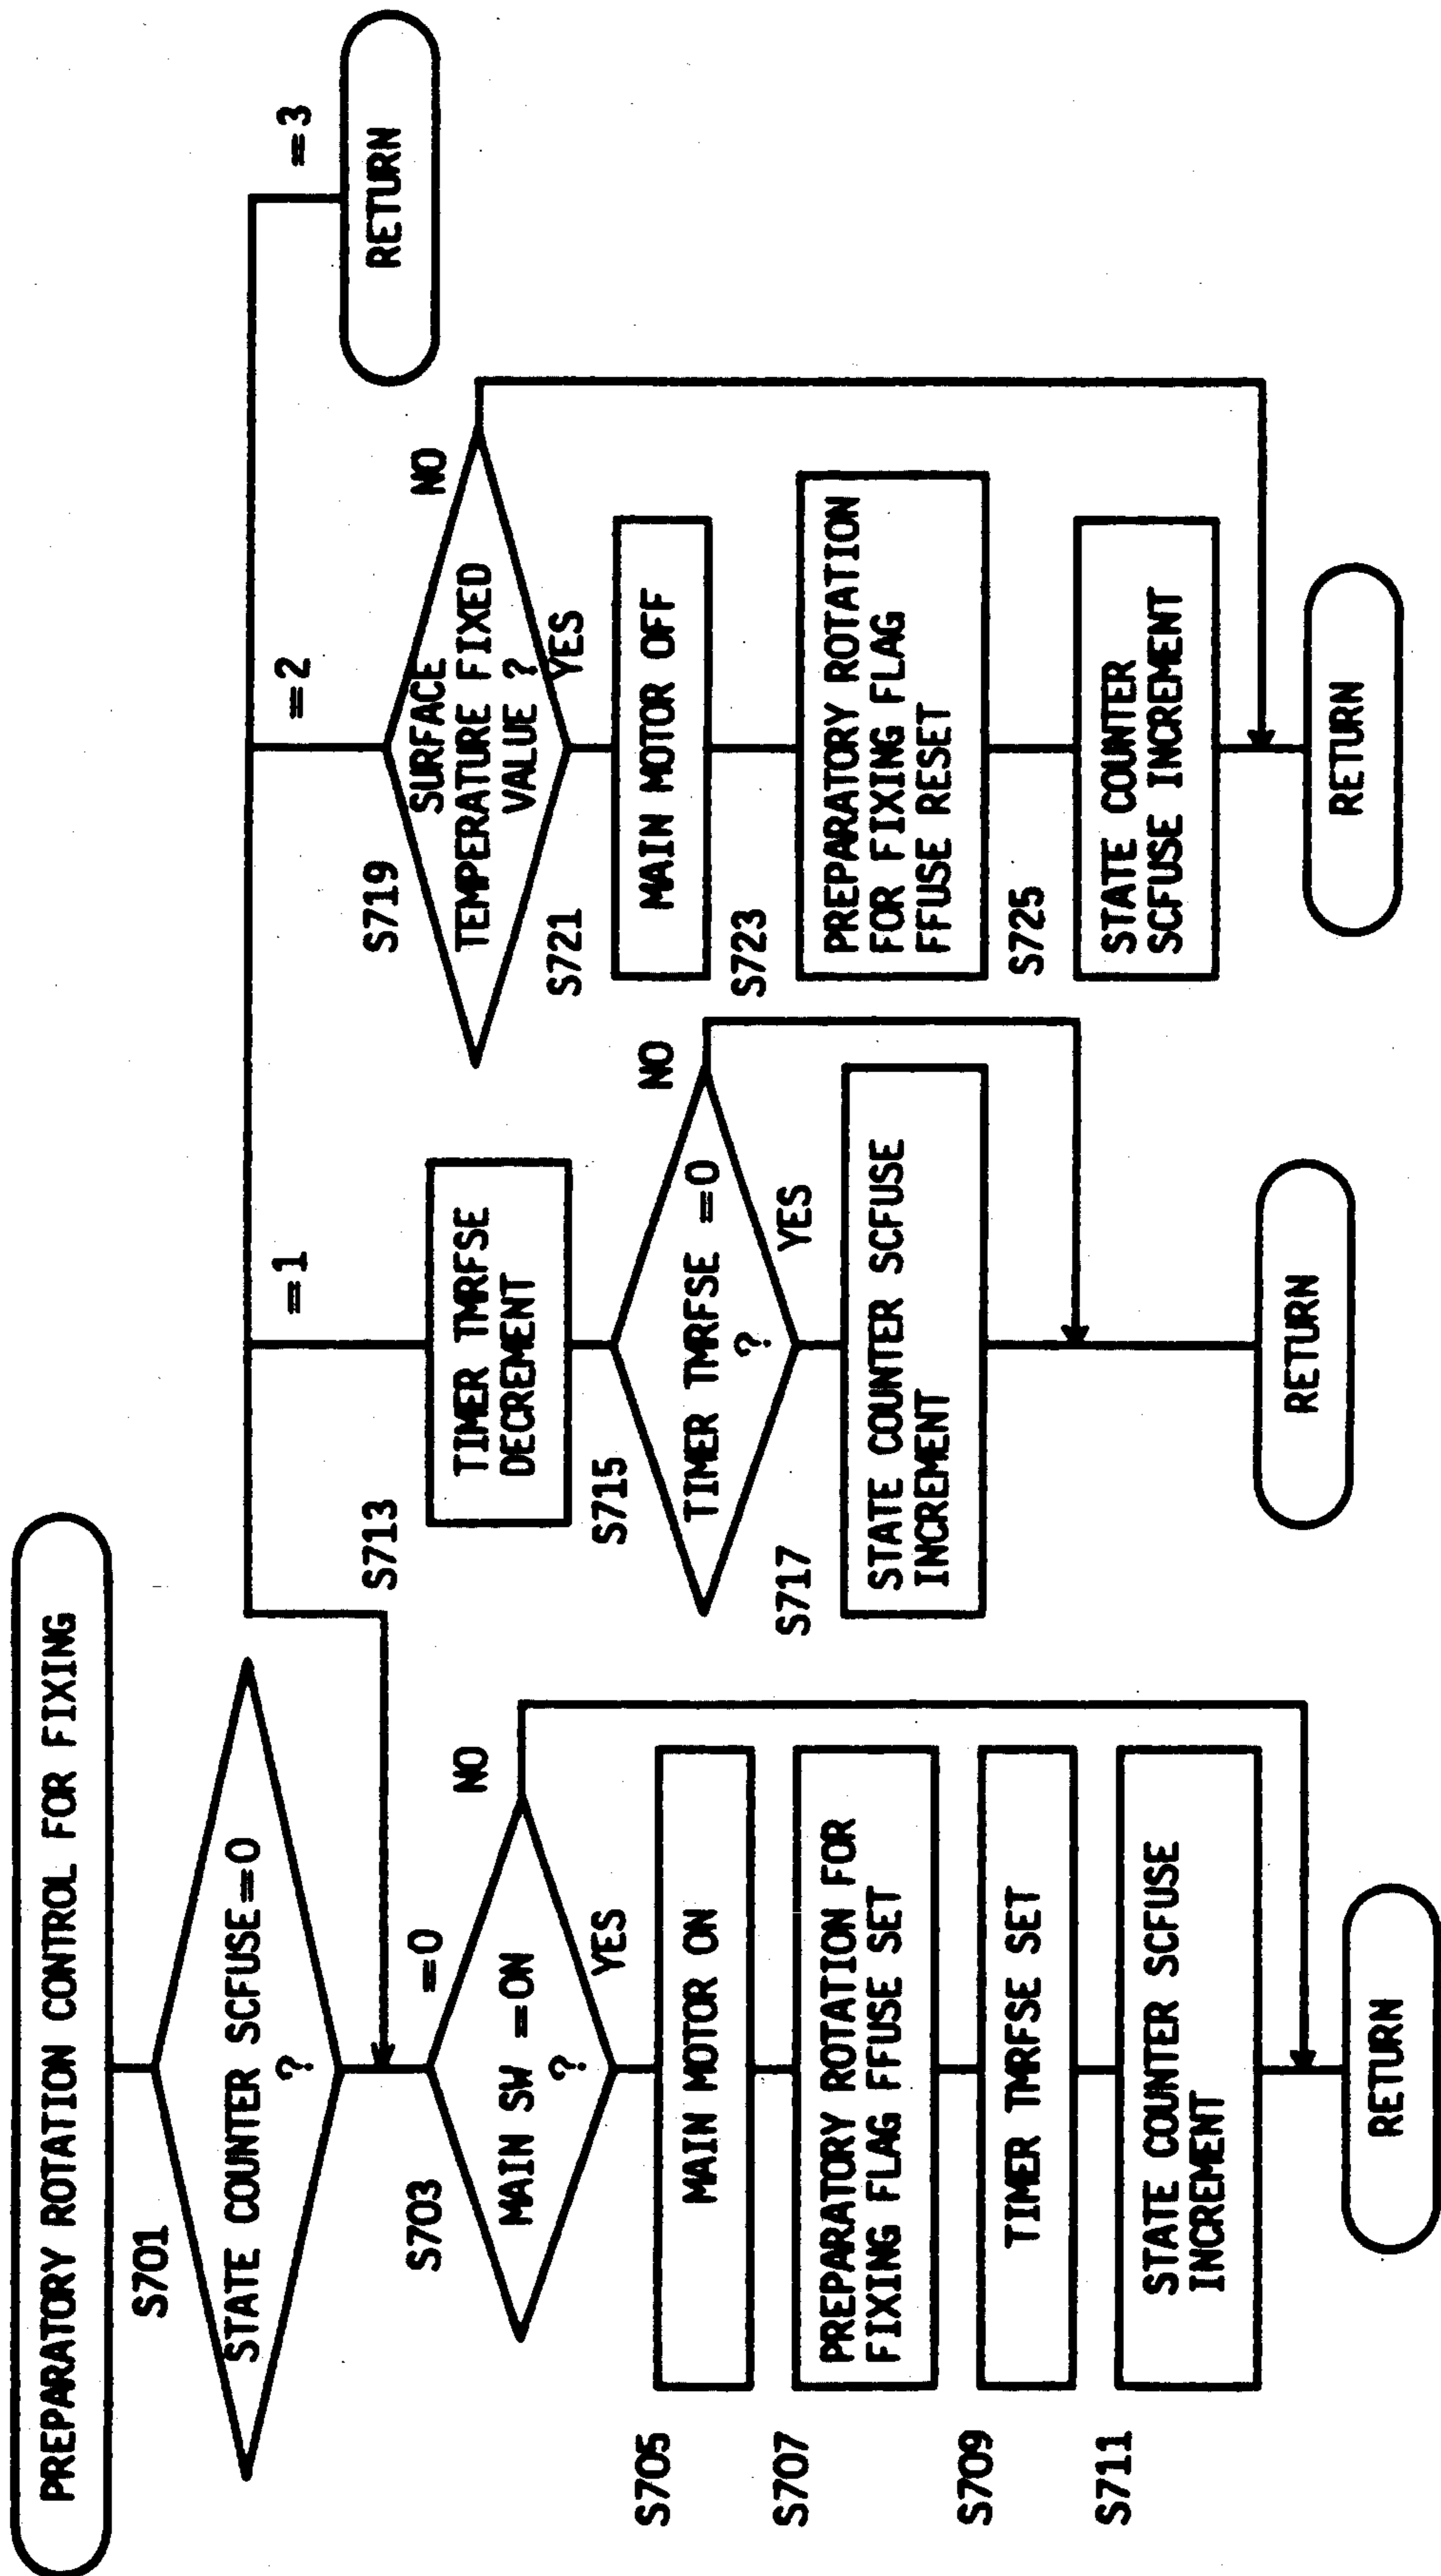 PREPARATORY ROTATION CONTROL FOR FIXING
S701
STATE COUNTER SCFUSE=0
?
=0
S703
MAIN SW =ON
?
NO
YES
S705
MAIN MOTOR ON
S707
PREPARATORY ROTATION FOR
FIXING FLAG FFUSE SET
S709
TIMER TMRFSE SET
S711
STATE COUNTER SCFUSE
INCREMENT
RETURN
=1
S713
TIMER TMRFSE
DECREMENT
S715
TIMER TMRFSE =0
?
NO
YES
S717
STATE COUNTER SCFUSE
INCREMENT
RETURN
=2
S719
SURFACE
TEMPERATURE FIXED
VALUE ?
NO
YES
S721
MAIN MOTOR OFF
S723
PREPARATORY ROTATION
FOR FIXING FLAG
FFUSE RESET
S725
STATE COUNTER
SCFUSE INCREMENT
RETURN
=3
RETURN